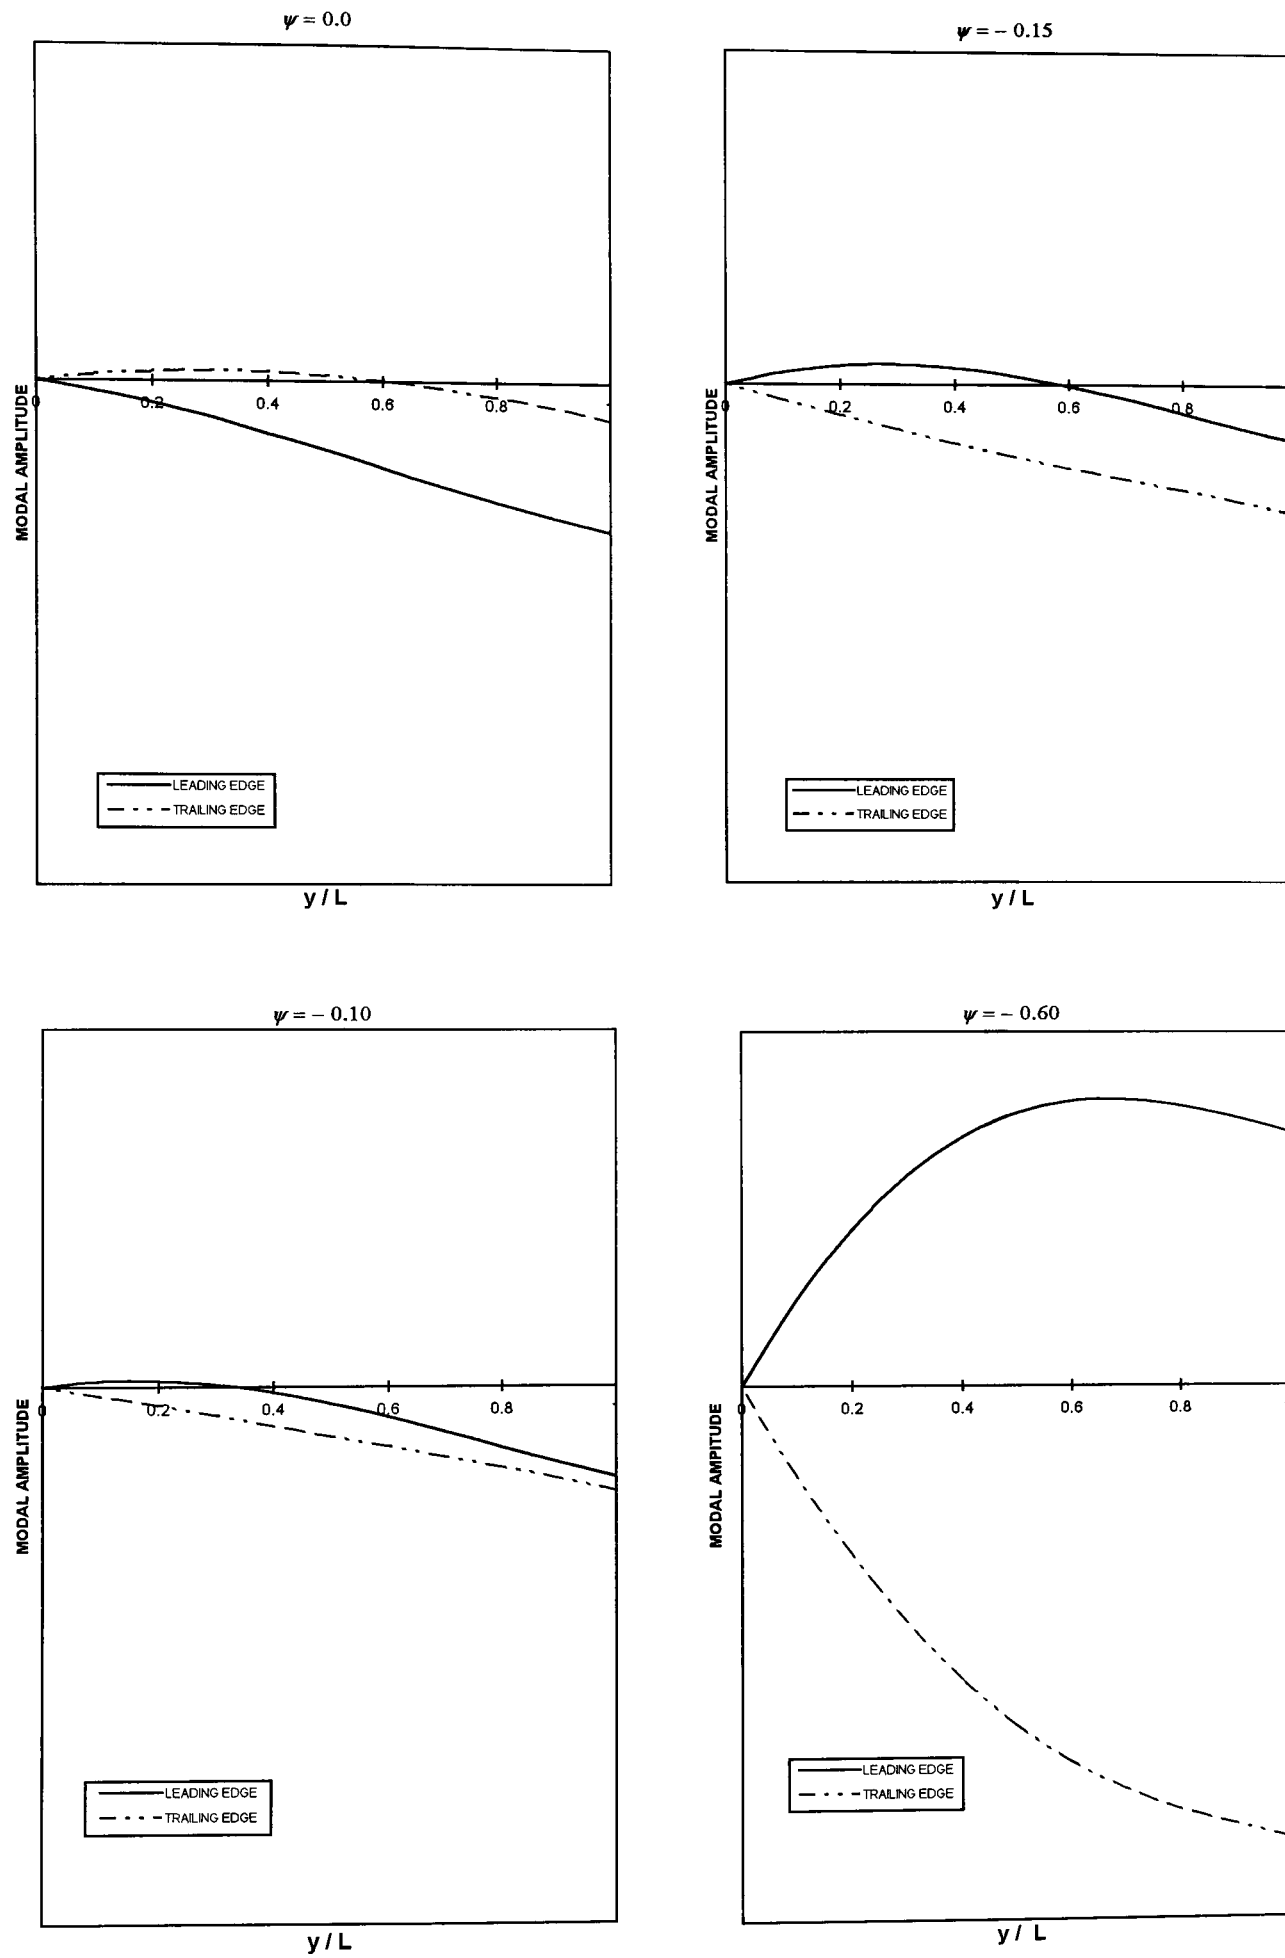 ψ = 0.0
MODAL AMPLITUDE
0 0.2 0.4 0.6 0.8
LEADING EDGE
TRAILING EDGE
y / L
ψ = – 0.15
MODAL AMPLITUDE
0 0.2 0.4 0.6 0.8
LEADING EDGE
TRAILING EDGE
y / L
ψ = – 0.10
MODAL AMPLITUDE
0 0.2 0.4 0.6 0.8
LEADING EDGE
TRAILING EDGE
y / L
ψ = – 0.60
MODAL AMPITUDE
0 0.2 0.4 0.6 0.8
LEADING EDGE
TRAILING EDGE
y / L